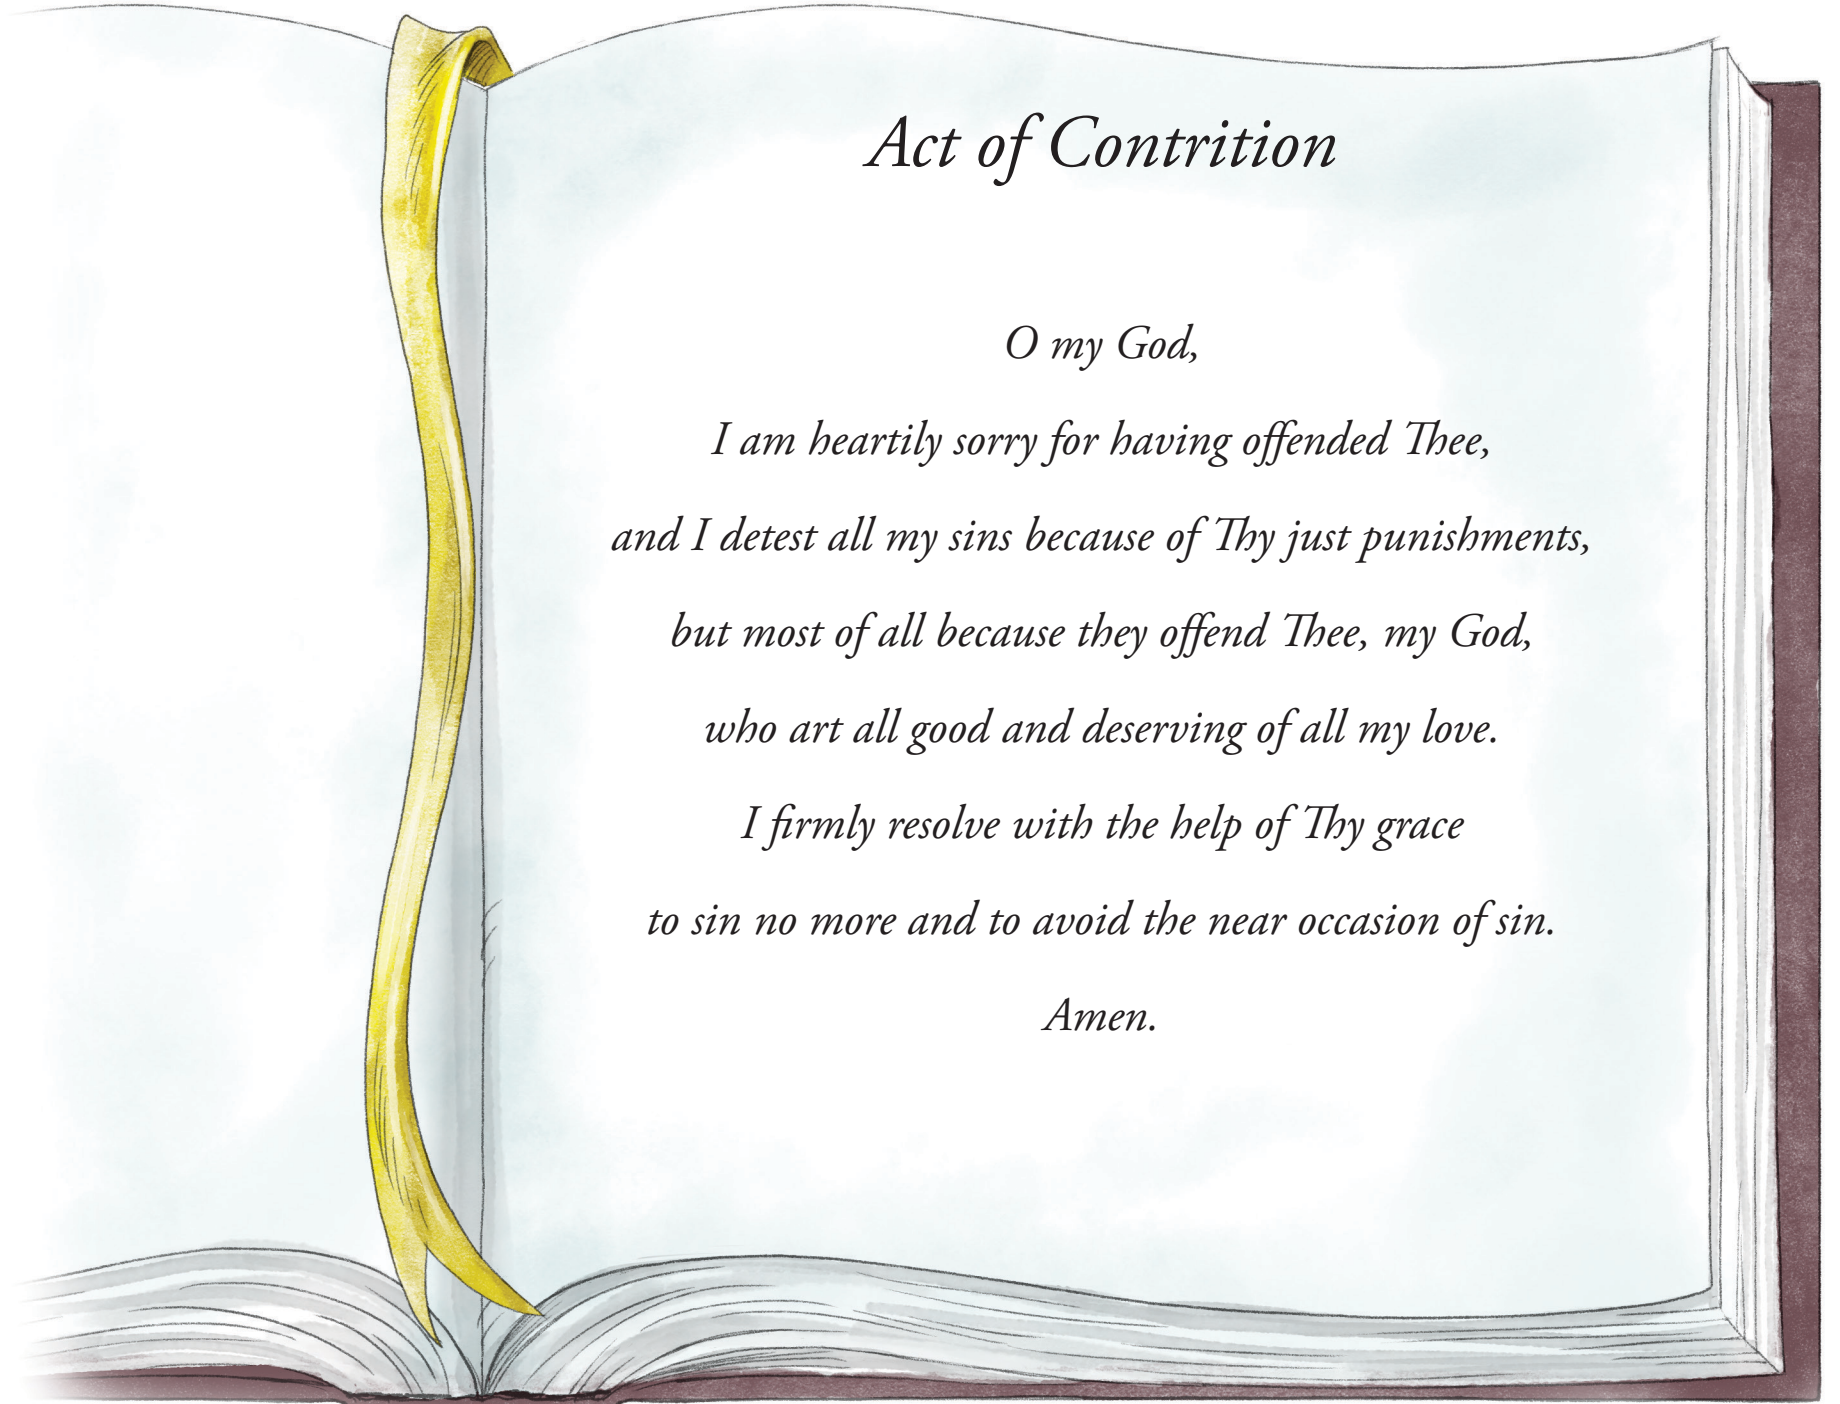 Act of Contrition
O my God,
I am heartily sorry for having offended Thee,
and I detest all my sins because of Thy just punishments,
but most of all because they offend Thee, my God,
who art all good and deserving of all my love.
I firmly resolve with the help of Thy grace
to sin no more and to avoid the near occasion of sin.
Amen.